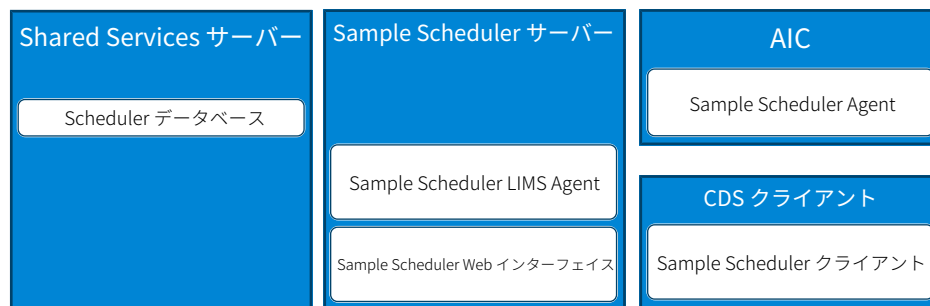 Shared Services サーバー
Scheduler データベース
Sample Scheduler サーバー
Sample Scheduler LIMS Agent
Sample Scheduler Web インターフェイス
AIC
Sample Scheduler Agent
CDS クライアント
Sample Scheduler クライアント